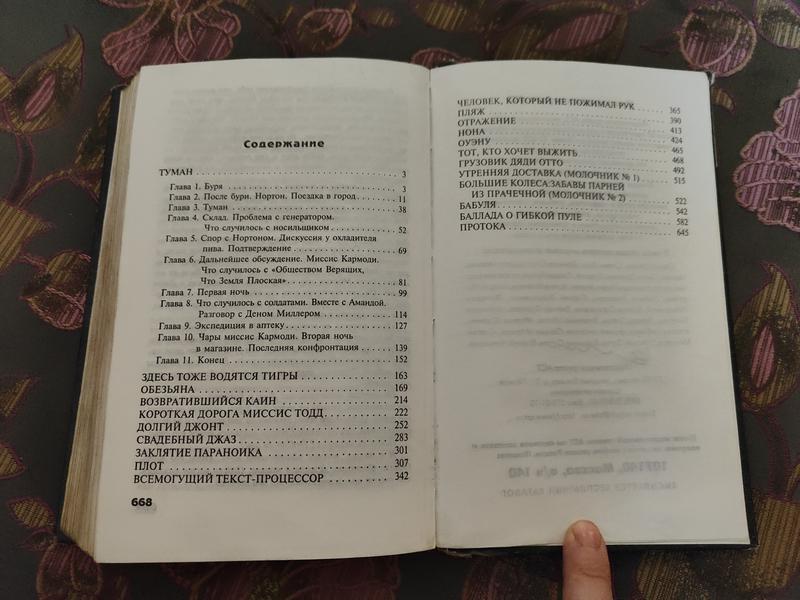 Содержание
ТУМАН . . . . . . . . . . . . . . . . . . . . . . . . . . . . . . 3
Глава 1. Буря . . . . . . . . . . . . . . . . . . . . . . . . . 3
Глава 2. После бури. Нортон. Поездка в город . . . . 11
Глава 3. Туман . . . . . . . . . . . . . . . . . . . . . . . . 38
Глава 4. Склад. Проблема с генератором.
Что случилось с носильщиком . . . . . . . . . . 52
Глава 5. Спор с Нортоном. Дискуссия у охладителя
пива. Подтверждение . . . . . . . . . . . . . . . 69
Глава 6. Дальнейшее обсуждение. Миссис Кармоди.
Что случилось с «Обществом Верящих,
Что Земля Плоская» . . . . . . . . . . . . . . . . 81
Глава 7. Первая ночь . . . . . . . . . . . . . . . . . . . . 99
Глава 8. Что случилось с солдатами. Вместе с Амандой.
Разговор с Деном Миллером . . . . . . . . . . . 114
Глава 9. Экспедиция в аптеку . . . . . . . . . . . . . . . 127
Глава 10. Чары миссис Кармоди. Вторая ночь
в магазине. Последняя конфронтация . . . . . 139
Глава 11. Конец . . . . . . . . . . . . . . . . . . . . . . . 152
ЗДЕСЬ ТОЖЕ ВОДЯТСЯ ТИГРЫ . . . . . . . . . . . . 163
ОБЕЗЬЯНА . . . . . . . . . . . . . . . . . . . . . . . . . . . 169
ВОЗВРАТИВШИЙСЯ КАИН . . . . . . . . . . . . . . . . 214
КОРОТКАЯ ДОРОГА МИССИС ТОДД . . . . . . . . . . 222
ДОЛГИЙ ДЖОНТ . . . . . . . . . . . . . . . . . . . . . . . 252
СВАДЕБНЫЙ ДЖАЗ . . . . . . . . . . . . . . . . . . . . . 283
ЗАКЛЯТИЕ ПАРАНОИКА . . . . . . . . . . . . . . . . . 301
ПЛОТ . . . . . . . . . . . . . . . . . . . . . . . . . . . . . . 307
ВСЕМОГУЩИЙ ТЕКСТ-ПРОЦЕССОР . . . . . . . . . . 342
668
ЧЕЛОВЕК, КОТОРЫЙ НЕ ПОЖИМАЛ РУК . . . . . . 365
ПЛЯЖ . . . . . . . . . . . . . . . . . . . . . . . . . . . . . . 390
ОТРАЖЕНИЕ . . . . . . . . . . . . . . . . . . . . . . . . . 413
НОНА . . . . . . . . . . . . . . . . . . . . . . . . . . . . . . 424
ОУЭНУ . . . . . . . . . . . . . . . . . . . . . . . . . . . . . 465
ТОТ, КТО ХОЧЕТ ВЫЖИТЬ . . . . . . . . . . . . . . . 468
ГРУЗОВИК ДЯДИ ОТТО . . . . . . . . . . . . . . . . . . 492
УТРЕННЯЯ ДОСТАВКА (МОЛОЧНИК № 1) . . . . . . 515
БОЛЬШИЕ КОЛЕСА: ЗАБАВЫ ПАРНЕЙ
ИЗ ПРАЧЕЧНОЙ (МОЛОЧНИК № 2) . . . . . . . . 522
БАБУЛЯ . . . . . . . . . . . . . . . . . . . . . . . . . . . . 542
БАЛЛАДА О ГИБКОЙ ПУЛЕ . . . . . . . . . . . . . . . 582
ПРОТОКА . . . . . . . . . . . . . . . . . . . . . . . . . . . 645